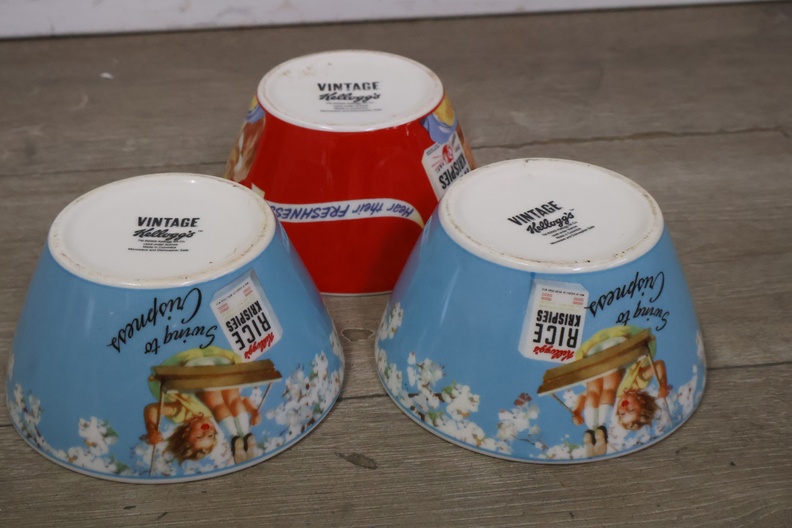 VINTAGE
Kellogg's
Hear their FRESHNESS
KRISPIES
VINTAGE
Kellogg's
Swing to
Crispness
Kellogg's
RICE
KRISPIES
VINTAGE
Kellogg's
Swing to
Crispness
Kellogg's
RICE
KRISPIES